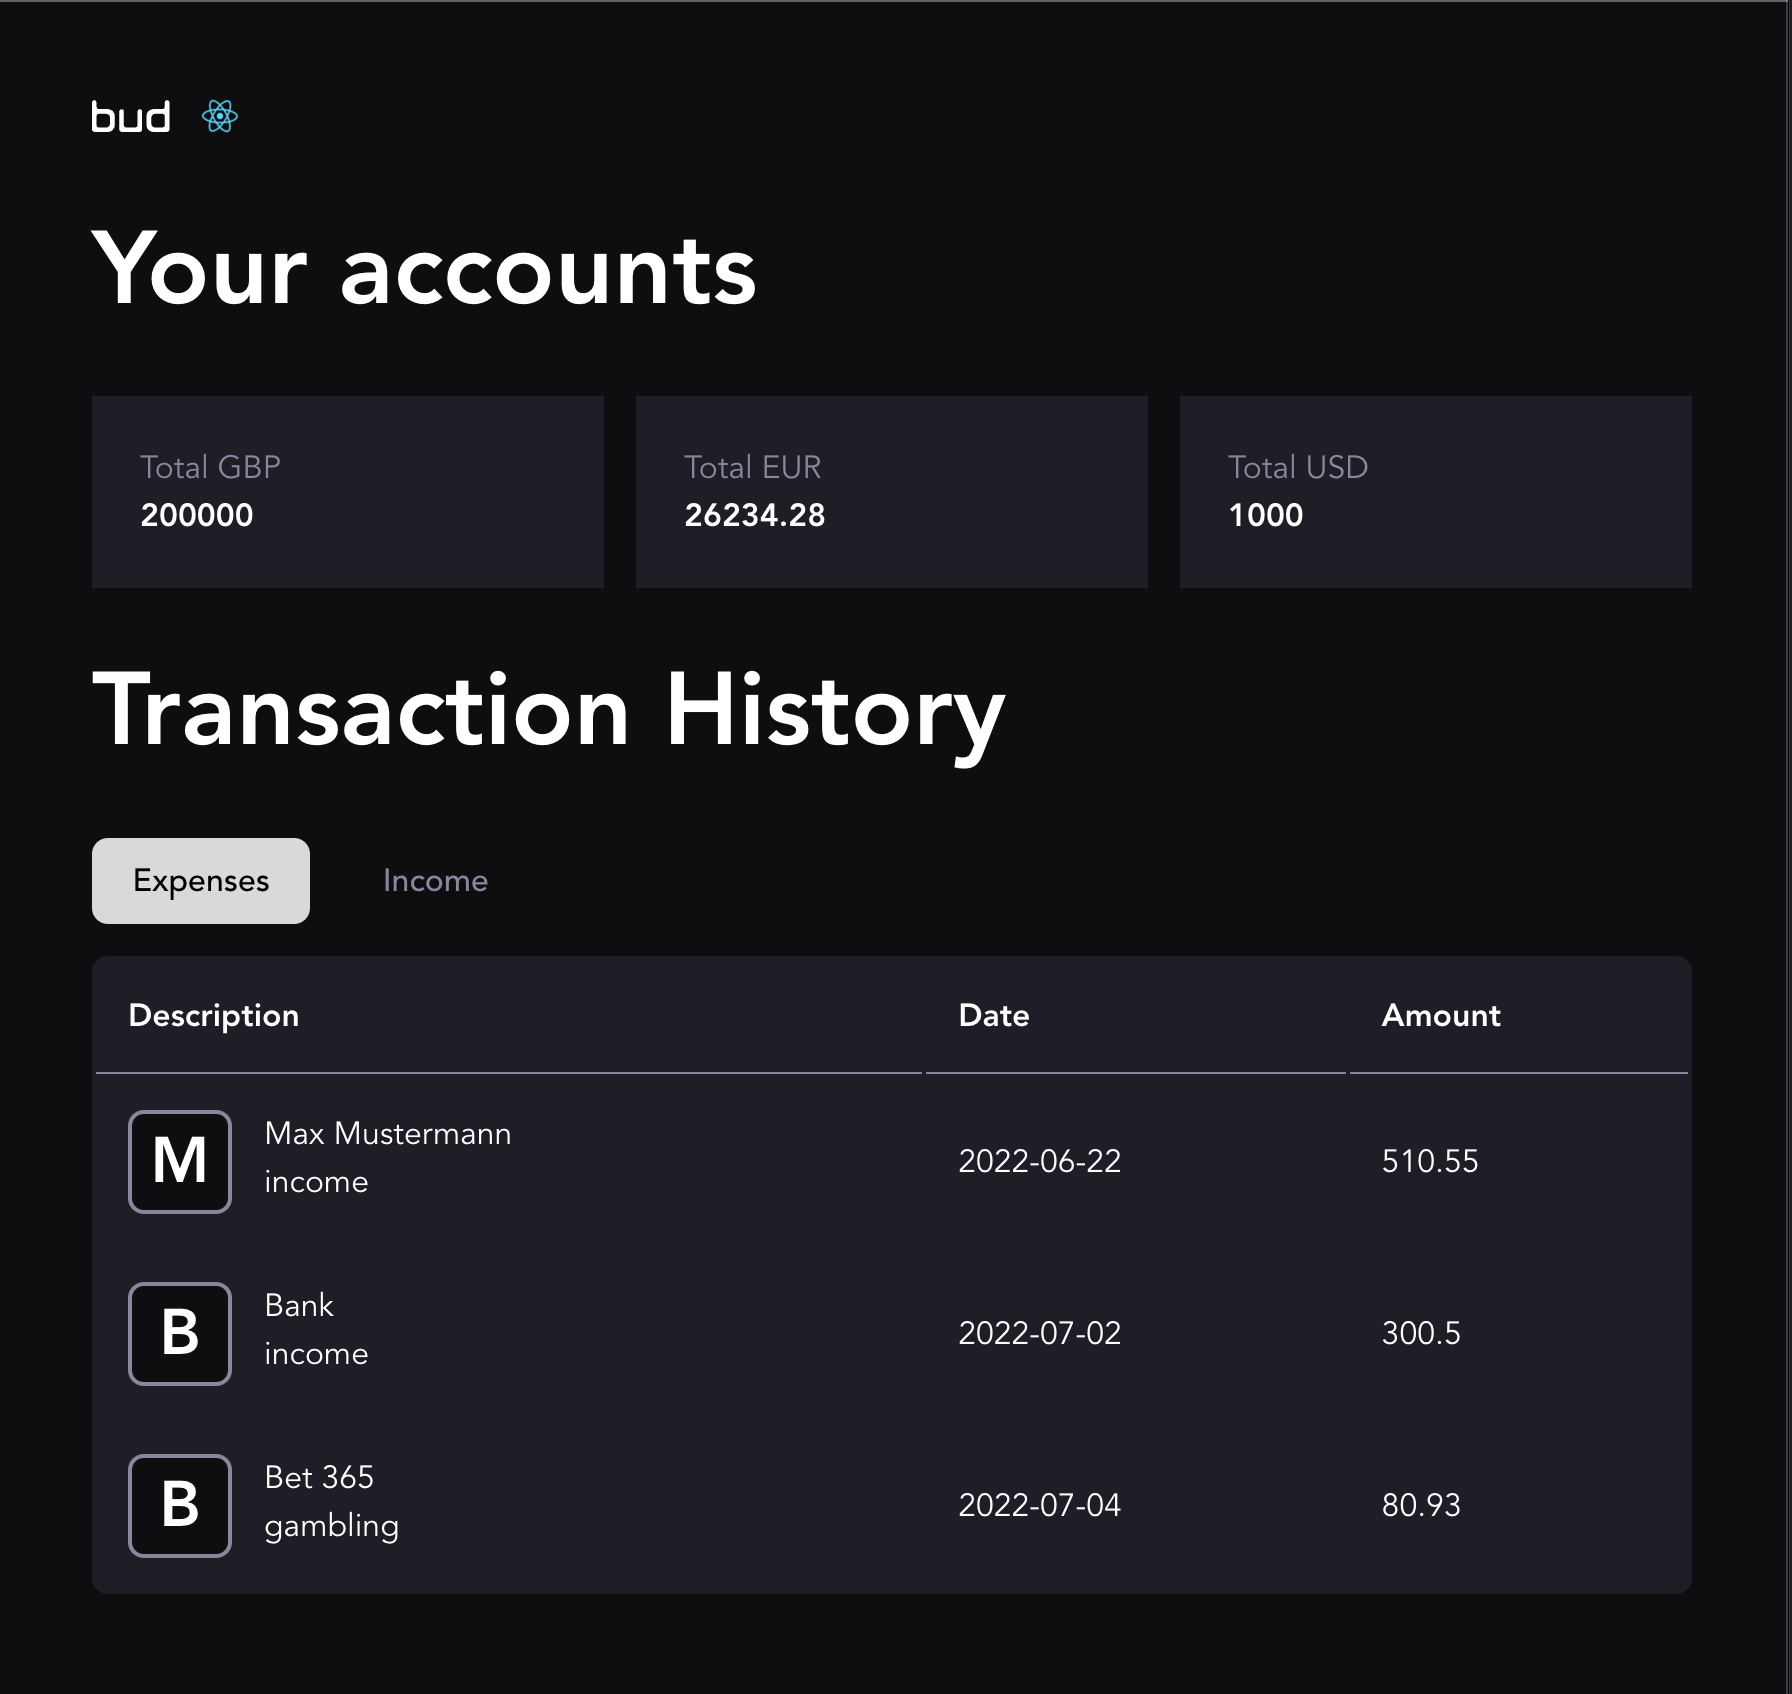 bud
Your accounts
Total GBP
200000
Total EUR
26234.28
Total USD
1000
Transaction History
Expenses
Income
Description Date Amount
M
Max Mustermann
income
2022-06-22
510.55
B
Bank
income
2022-07-02
300.5
B
Bet 365
gambling
2022-07-04
80.93